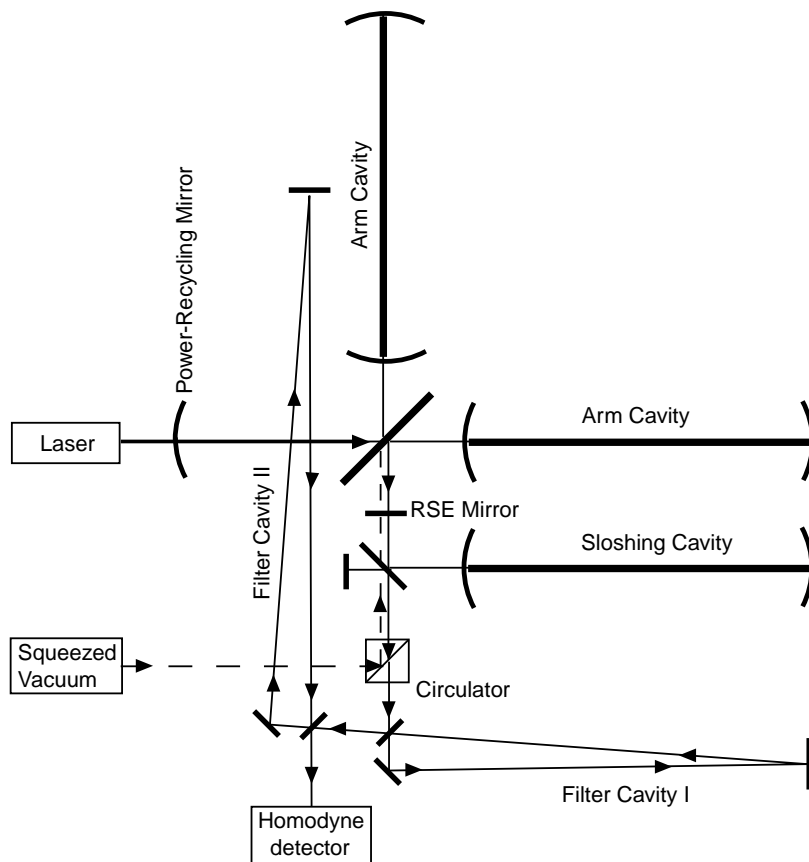 Arm Cavity
Power-Recycling Mirror
Arm Cavity
Laser
Filter Cavity II
RSE Mirror
Sloshing Cavity
Squeezed
Vacuum
Circulator
Filter Cavity I
Homodyne
detector